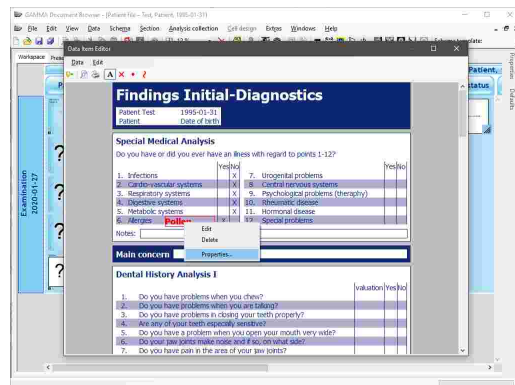 GAMMA Document Browser - [Patient File - Test, Patient, 1995-01-31]
File Edit View Data Schema Section Analysis collection Cell design Extras Windows Help
Workspace
Data Item Editor
Data Edit
Properties
Defaults
Patient,
status
Examination
2020-01-27
?
?
?
?
Findings Initial-Diagnostics
Patient Test 1995-01-31
Patient Date of birth
Special Medical Analysis
Do you have or did you ever have an illness with regard to points 1-12?
Yes No Yes No
1. Infections X 7. Urogenital problems
2. Cardio-vascular systems X 8. Central nervous systems
3. Respiratory systems X 9. Psychological problems (theraphy)
4. Digestive systems X 10. Rheumatic disease
5. Metabolic systems X 11. Hormonal disease
6. Allergies Pollen X 12. Special problems
Notes:
Edit
Delete
Properties...
Main concern
Dental History Analysis I
valuation Yes No
1. Do you have problems when you chew?
2. Do you have problems when you are talking?
3. Do you have problems in closing your teeth properly?
4. Are any of your teeth especially sensitive?
5. Do you have a problem when you open your mouth very wide?
6. Do your jaw joints make noise and if so, on what side?
7. Do you have pain in the area of your jaw joints?